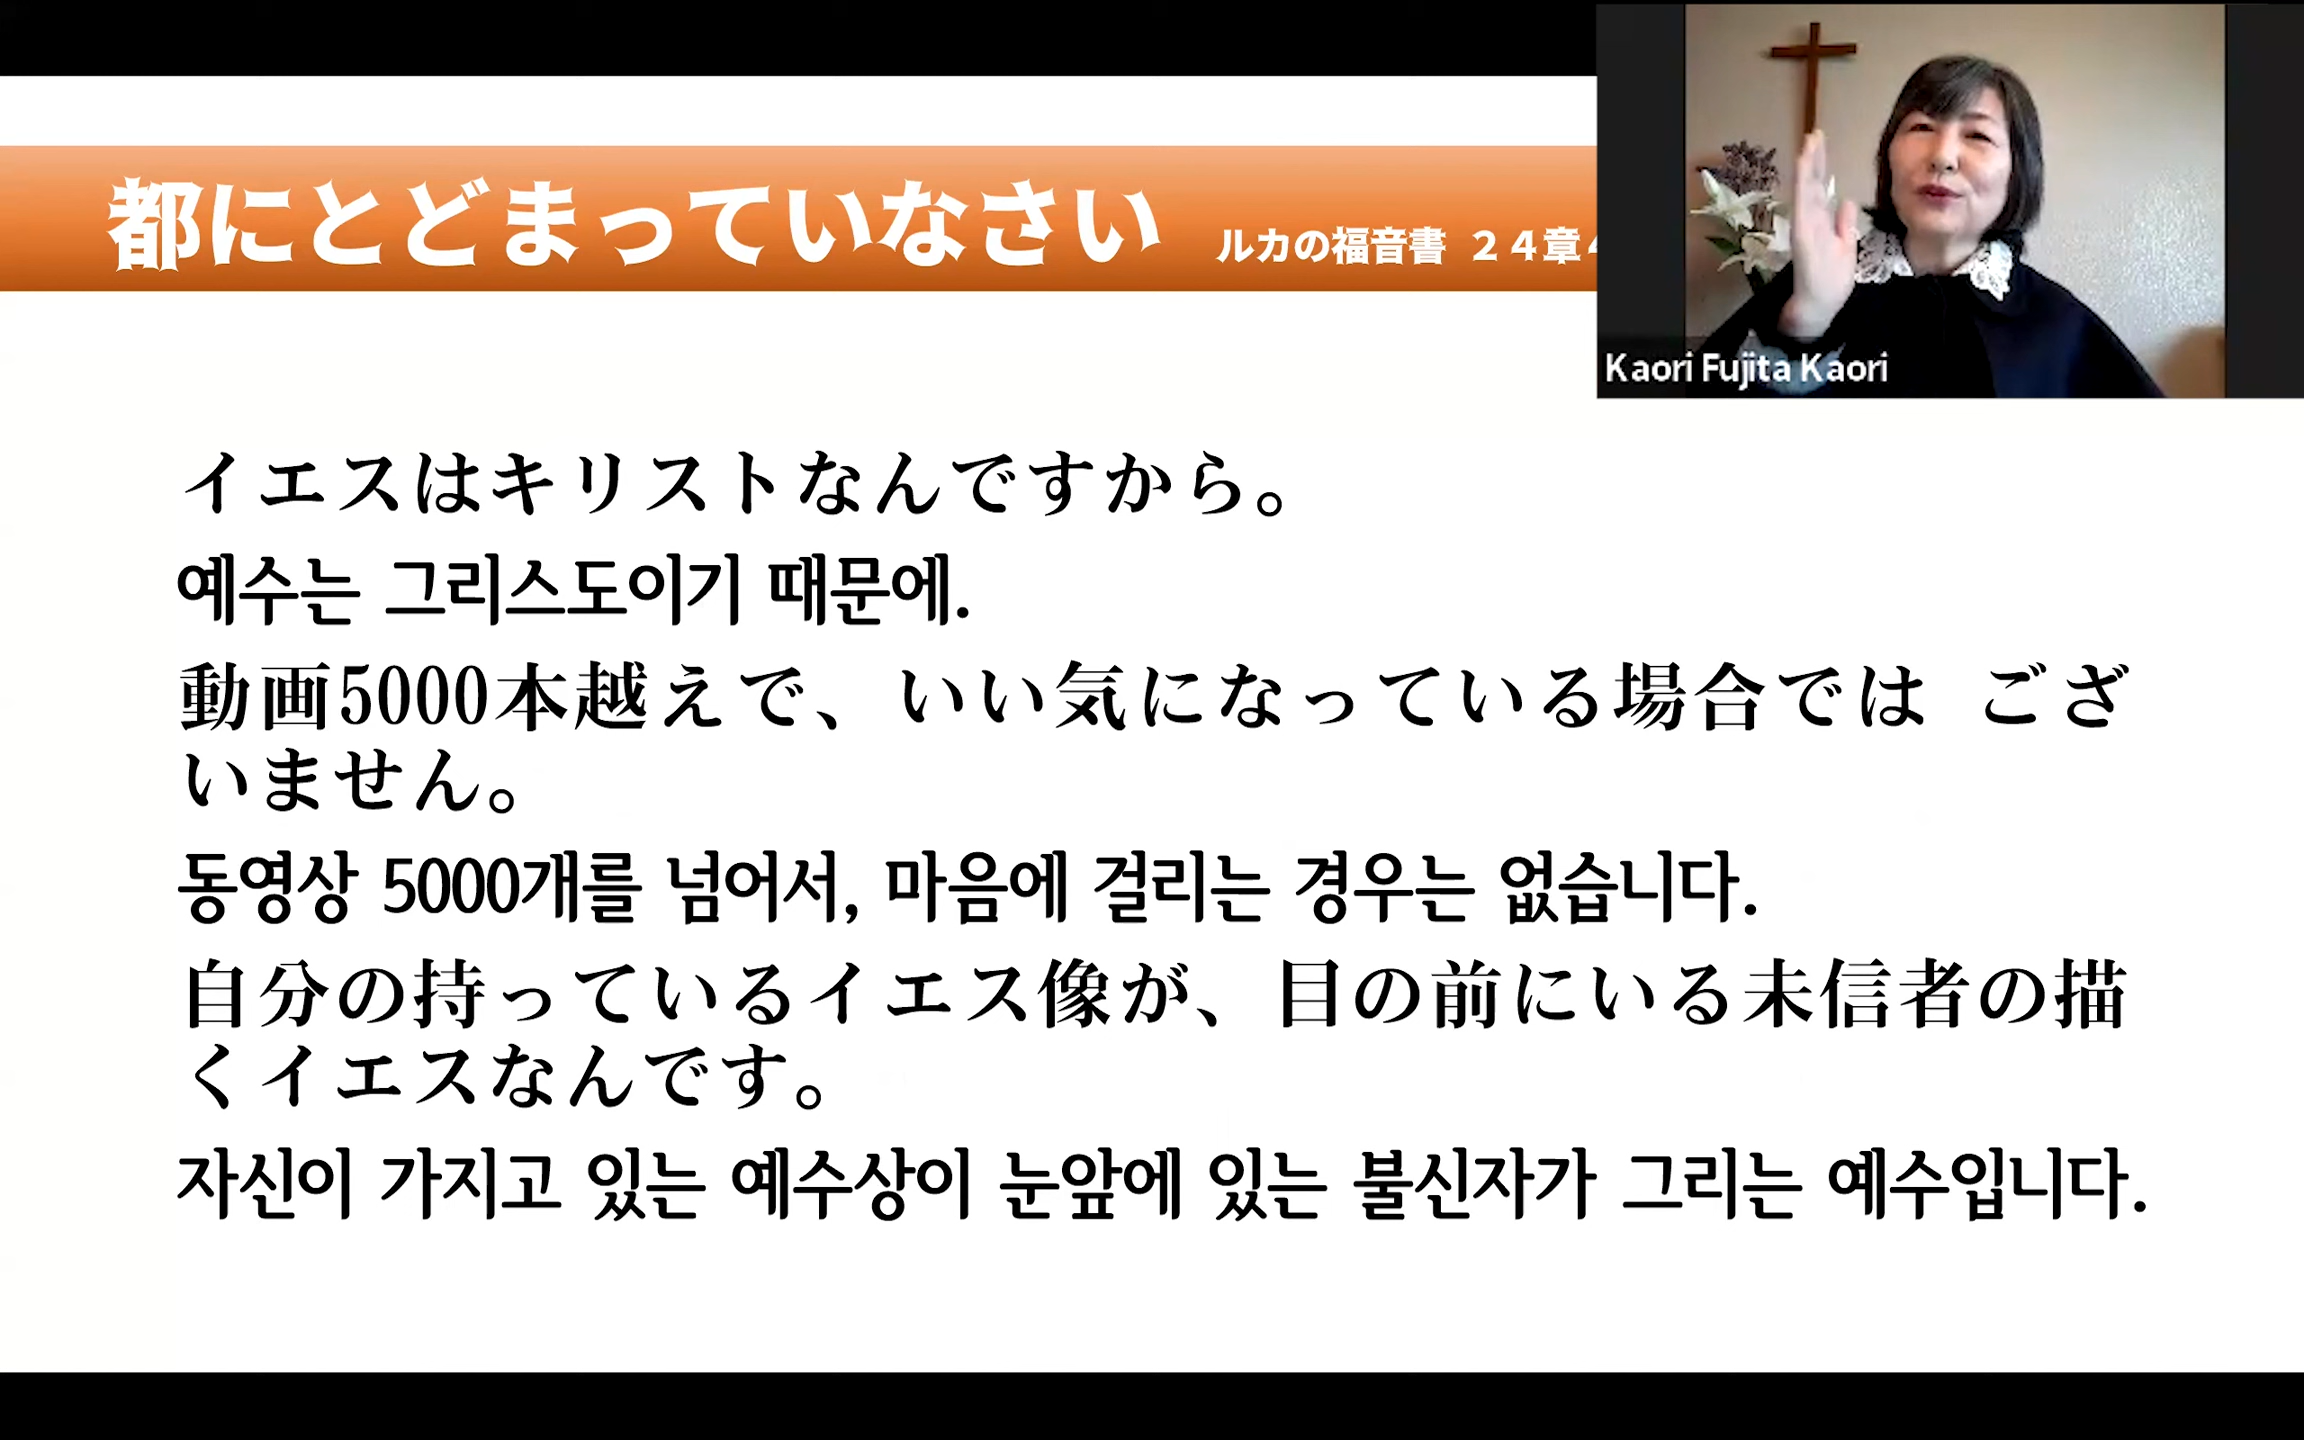 都にとどまっていなさい ルカの福音書 ２４章
Kaori Fujita Kaori
イエスはキリストなんですから。
예수는 그리스도이기 때문에.
動画5000本越えで、いい気になっている場合では ござ
いません。
동영상 5000개를 넘어서, 마음에 걸리는 경우는 없습니다.
自分の持っているイエス像が、目の前にいる未信者の描
くイエスなんです。
자신이 가지고 있는 예수상이 눈앞에 있는 불신자가 그리는 예수입니다.